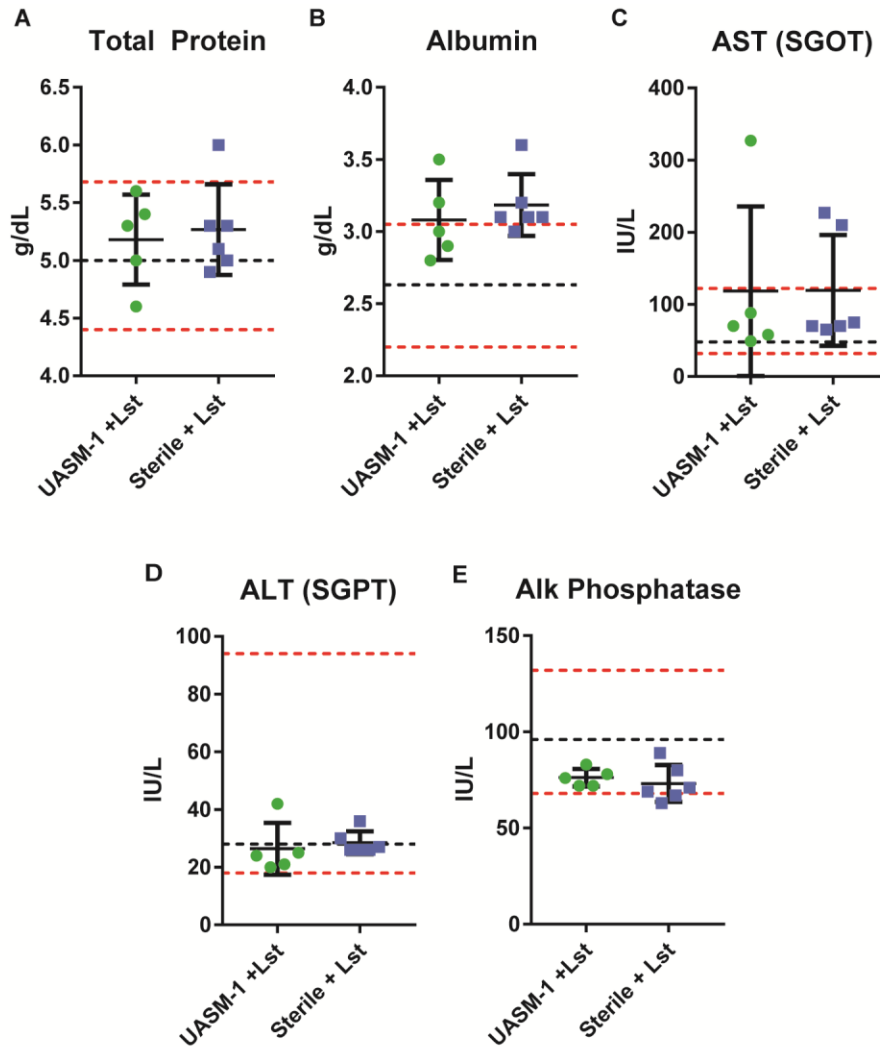 A
Total Protein
g/dL
6.5
6.0
5.5
5.0
4.5
4.0
UASM-1 +Lst
Sterile + Lst
B
Albumin
g/dL
4.0
3.5
3.0
2.5
2.0
UASM-1 +Lst
Sterile + Lst
C
AST (SGOT)
IU/L
400
300
200
100
0
UASM-1 +Lst
Sterile + Lst
D
ALT (SGPT)
IU/L
100
80
60
40
20
0
UASM-1 +Lst
Sterile + Lst
E
Alk Phosphatase
IU/L
150
100
50
0
UASM-1 +Lst
Sterile + Lst